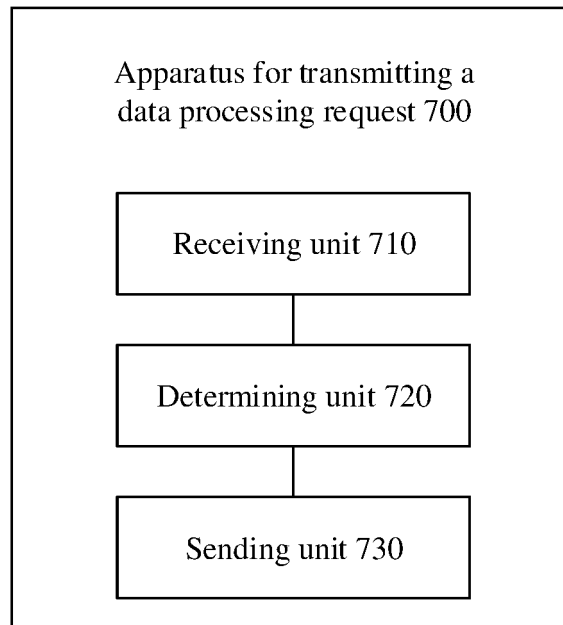 Apparatus for transmitting a
data processing request 700
Receiving unit 710
Determining unit 720
Sending unit 730